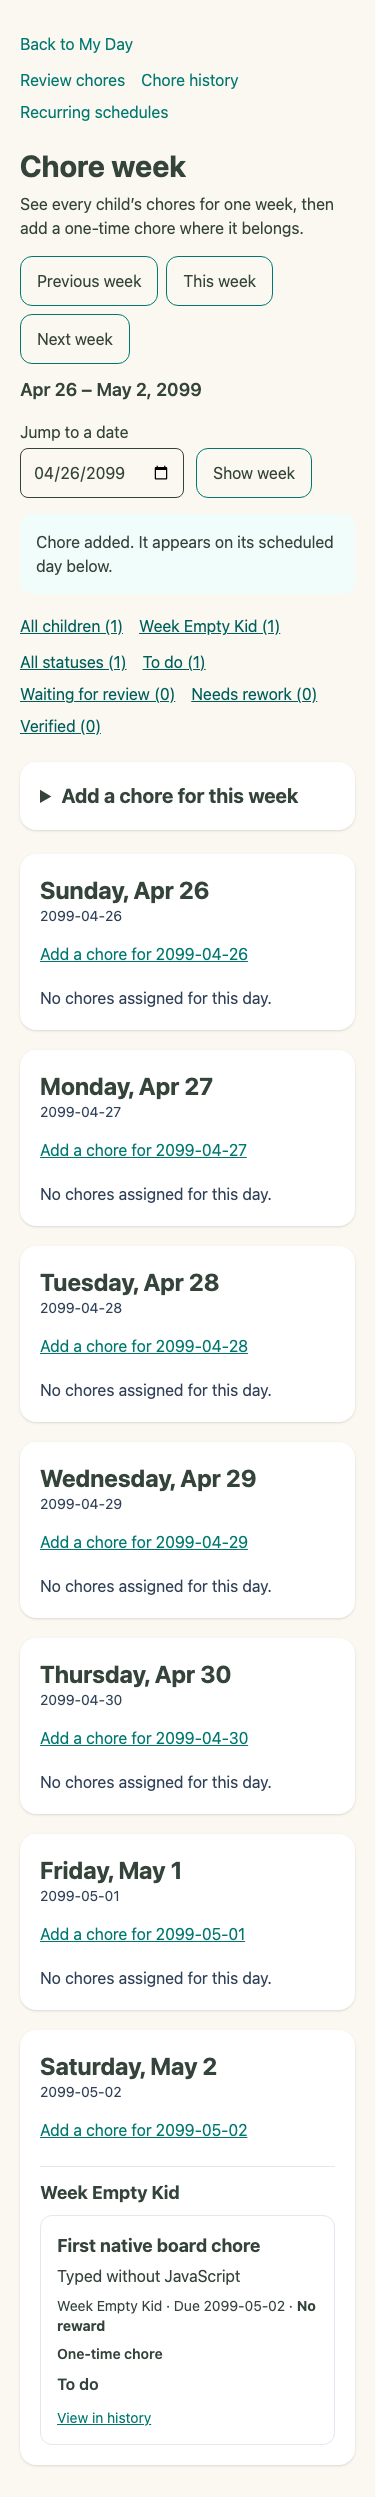 Back to My Day
Review chores Chore history
Recurring schedules
Chore week
See every child’s chores for one week, then
add a one-time chore where it belongs.
Previous week This week
Next week
Apr 26 – May 2, 2099
Jump to a date
04/26/2099 Show week
Chore added. It appears on its scheduled
day below.
All children (1) Week Empty Kid (1)
All statuses (1) To do (1)
Waiting for review (0) Needs rework (0)
Verified (0)
Add a chore for this week
Sunday, Apr 26
2099-04-26
Add a chore for 2099-04-26
No chores assigned for this day.
Monday, Apr 27
2099-04-27
Add a chore for 2099-04-27
No chores assigned for this day.
Tuesday, Apr 28
2099-04-28
Add a chore for 2099-04-28
No chores assigned for this day.
Wednesday, Apr 29
2099-04-29
Add a chore for 2099-04-29
No chores assigned for this day.
Thursday, Apr 30
2099-04-30
Add a chore for 2099-04-30
No chores assigned for this day.
Friday, May 1
2099-05-01
Add a chore for 2099-05-01
No chores assigned for this day.
Saturday, May 2
2099-05-02
Add a chore for 2099-05-02
Week Empty Kid
First native board chore
Typed without JavaScript
Week Empty Kid · Due 2099-05-02 · No
reward
One-time chore
To do
View in history